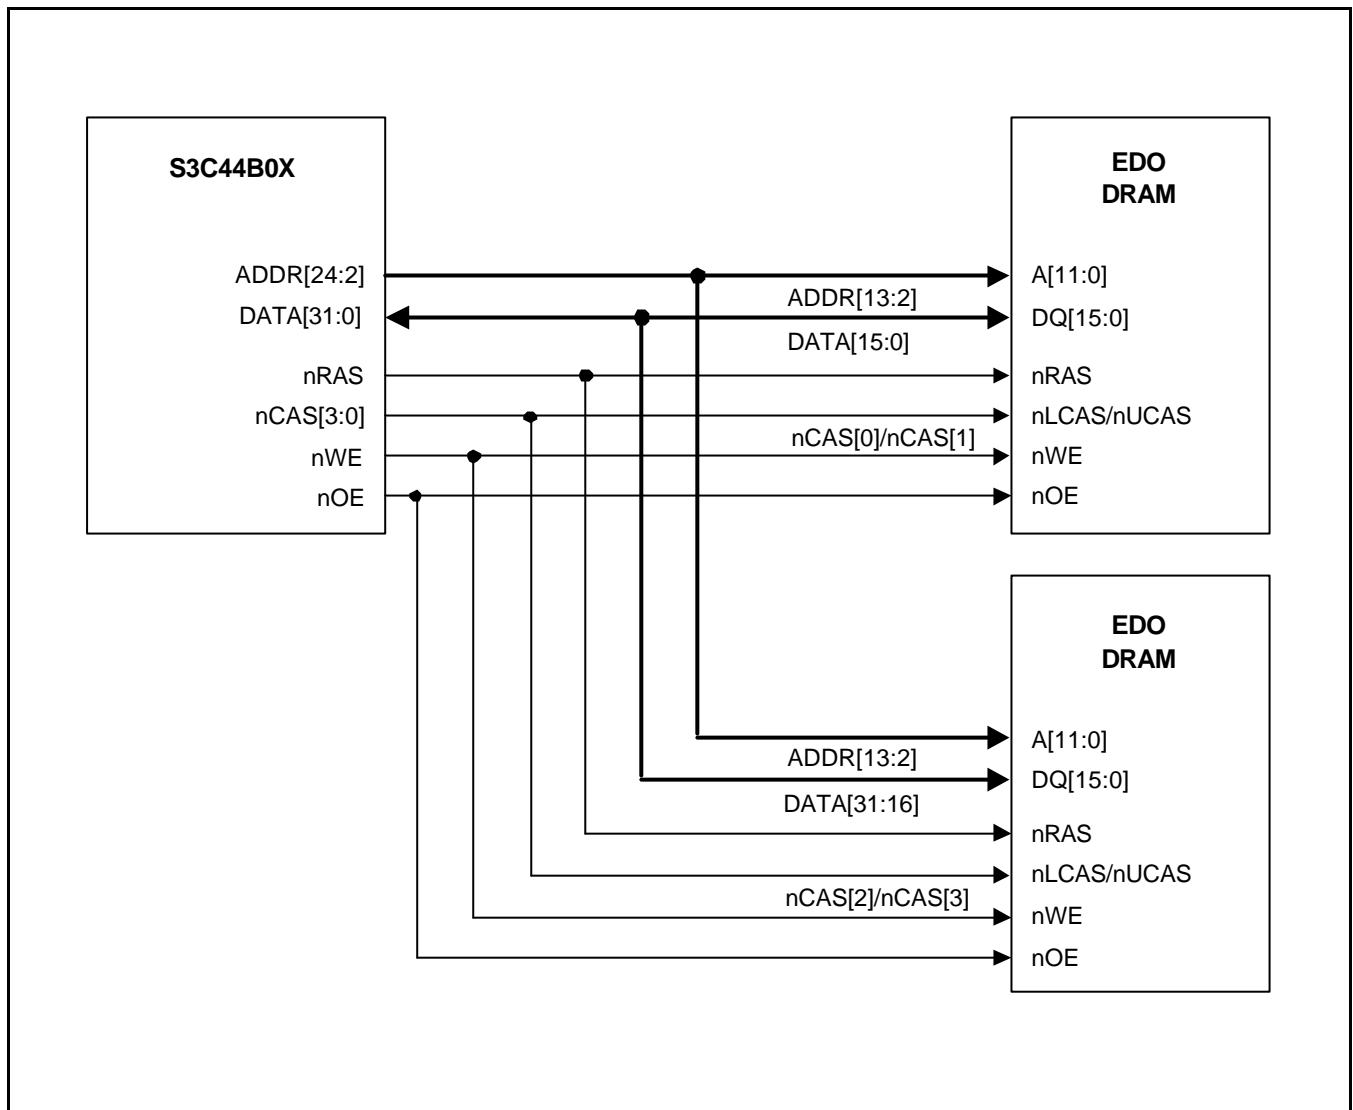 S3C44B0X
ADDR[24:2]
DATA[31:0]
nRAS
nCAS[3:0]
nWE
nOE
ADDR[13:2]
DATA[15:0]
nCAS[0]/nCAS[1]
EDO
DRAM
A[11:0]
DQ[15:0]
nRAS
nLCAS/nUCAS
nWE
nOE
ADDR[13:2]
DATA[31:16]
nCAS[2]/nCAS[3]
EDO
DRAM
A[11:0]
DQ[15:0]
nRAS
nLCAS/nUCAS
nWE
nOE